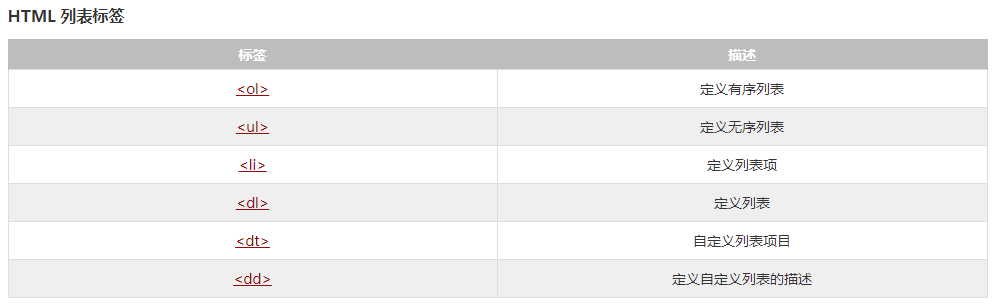 HTML 列表标签
标签 描述
<ol> 定义有序列表
<ul> 定义无序列表
<li> 定义列表项
<dl> 定义列表
<dt> 自定义列表项目
<dd> 定义自定义列表的描述